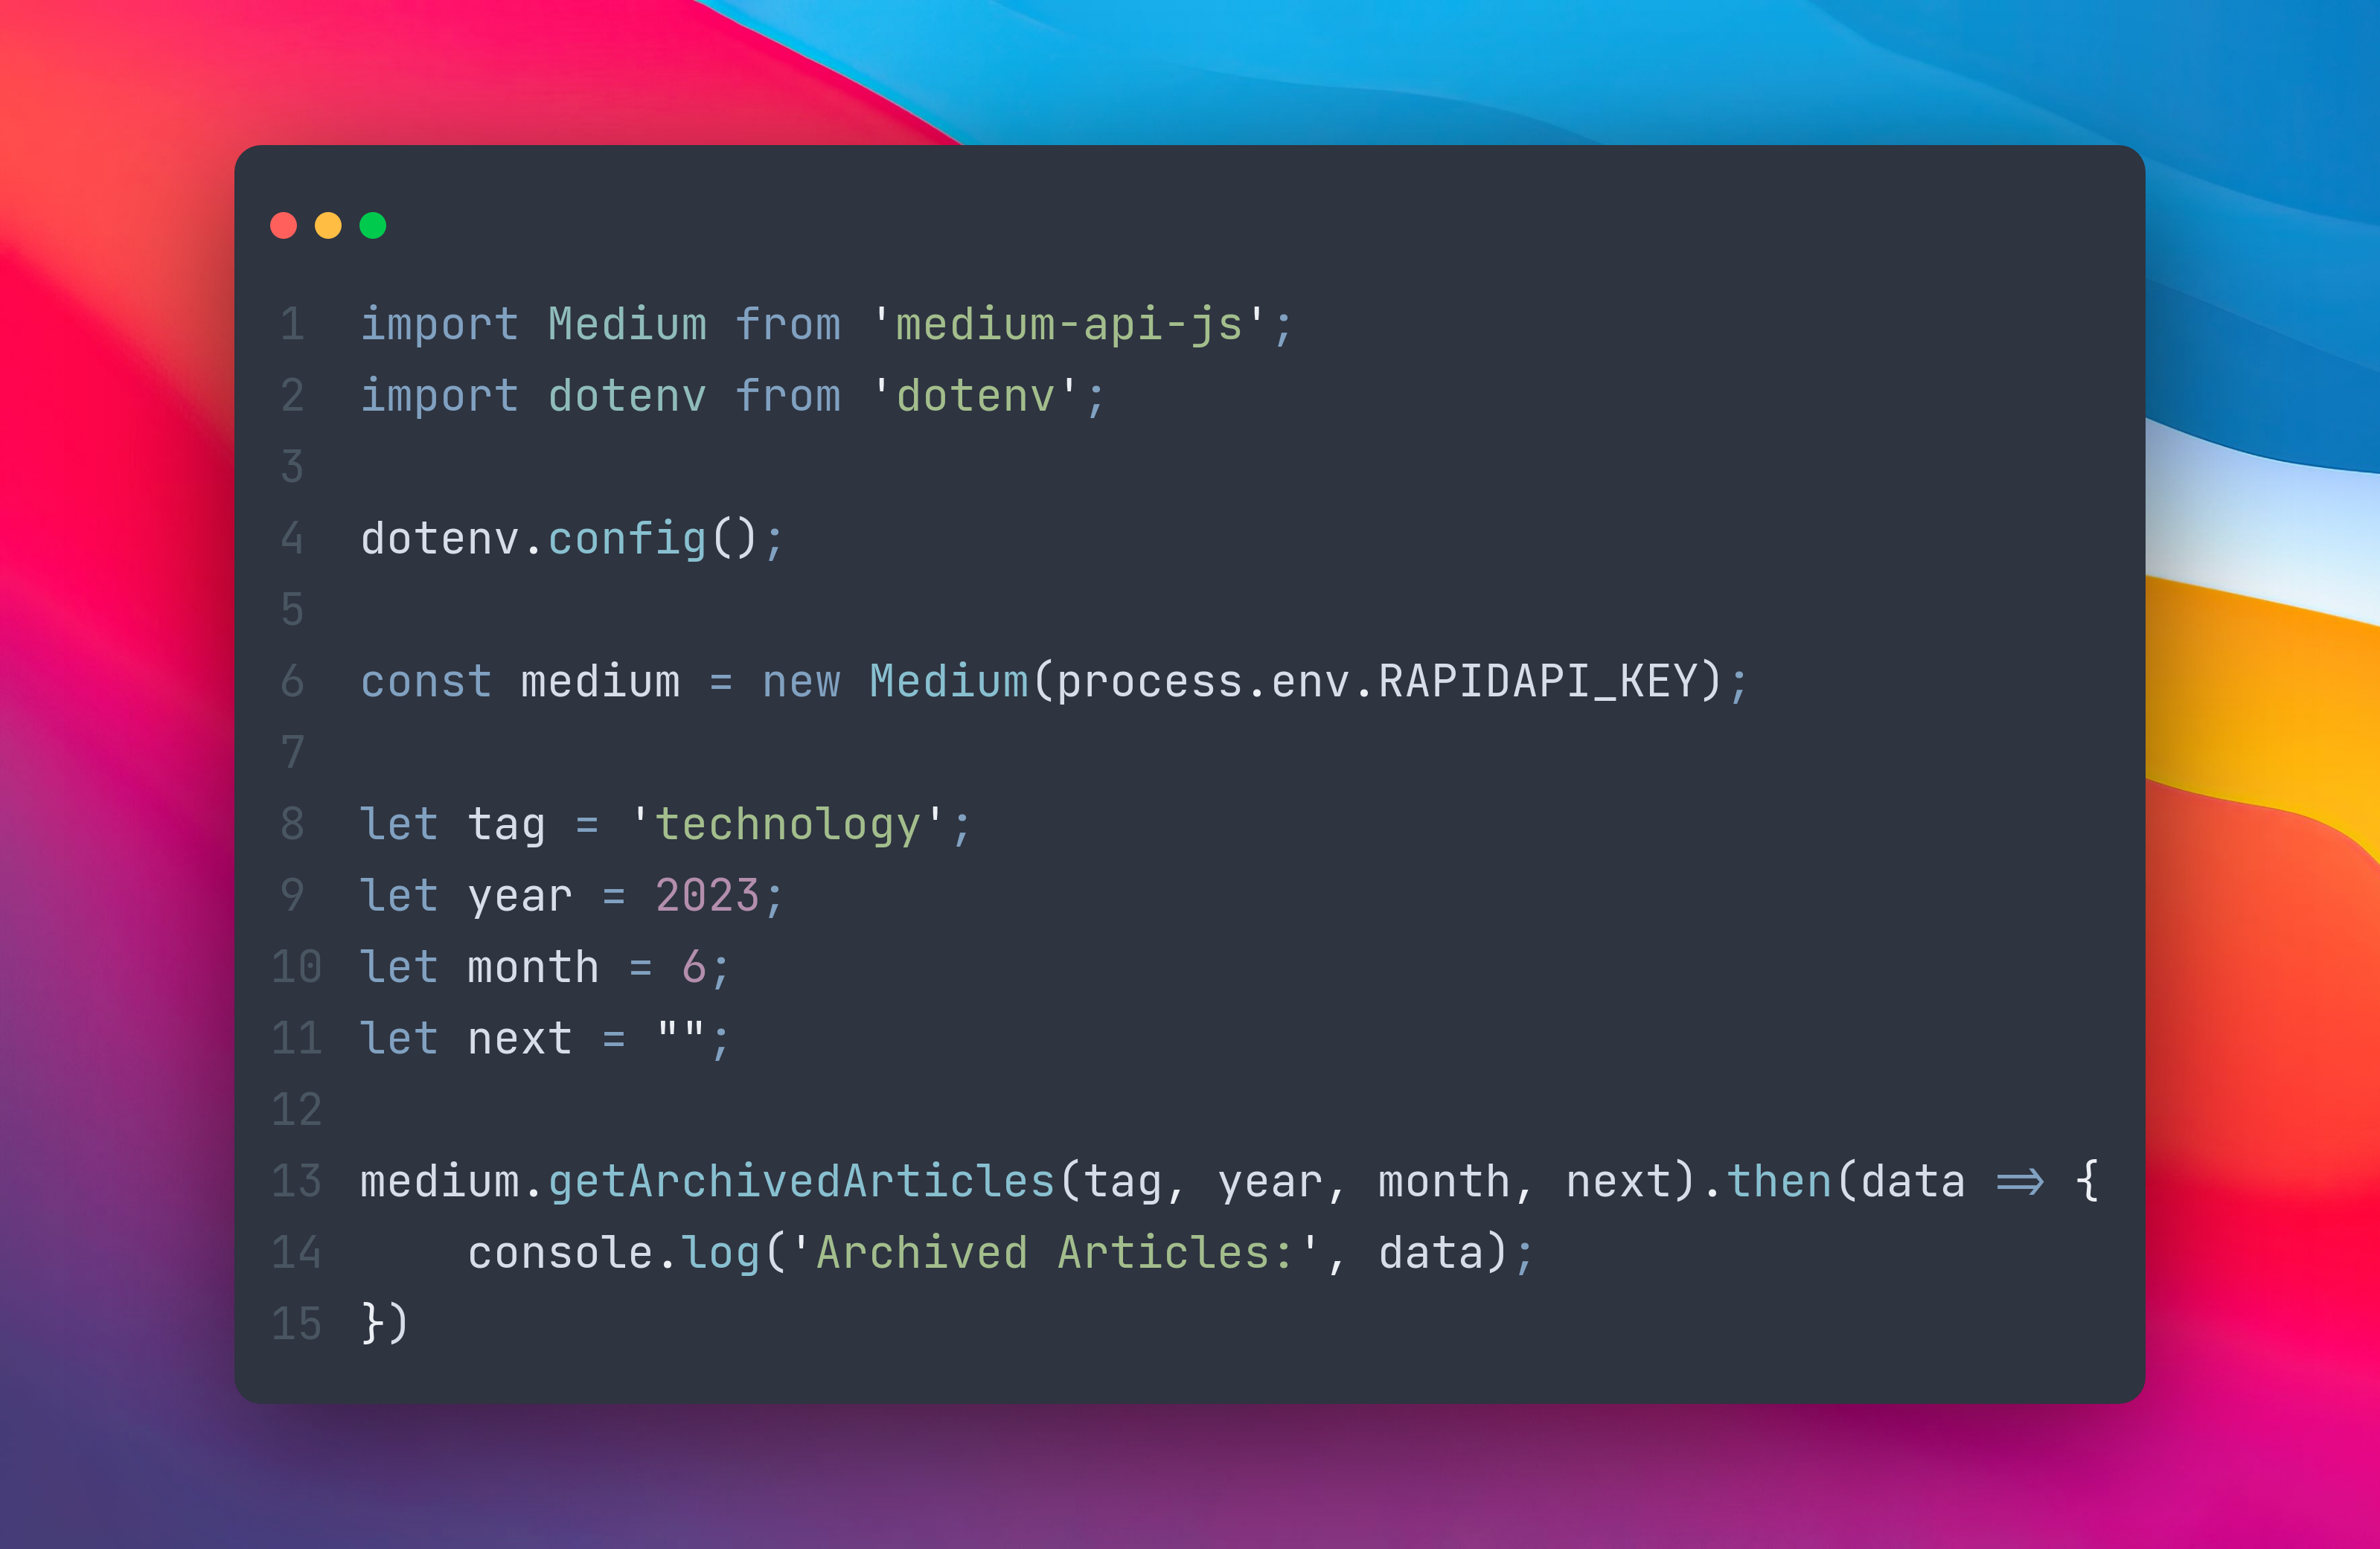 1 import Medium from 'medium-api-js';
2 import dotenv from 'dotenv';
3
4 dotenv.config();
5
6 const medium = new Medium(process.env.RAPIDAPI_KEY);
7
8 let tag = 'technology';
9 let year = 2023;
10 let month = 6;
11 let next = "";
12
13 medium.getArchivedArticles(tag, year, month, next).then(data => {
14     console.log('Archived Articles:', data);
15 })